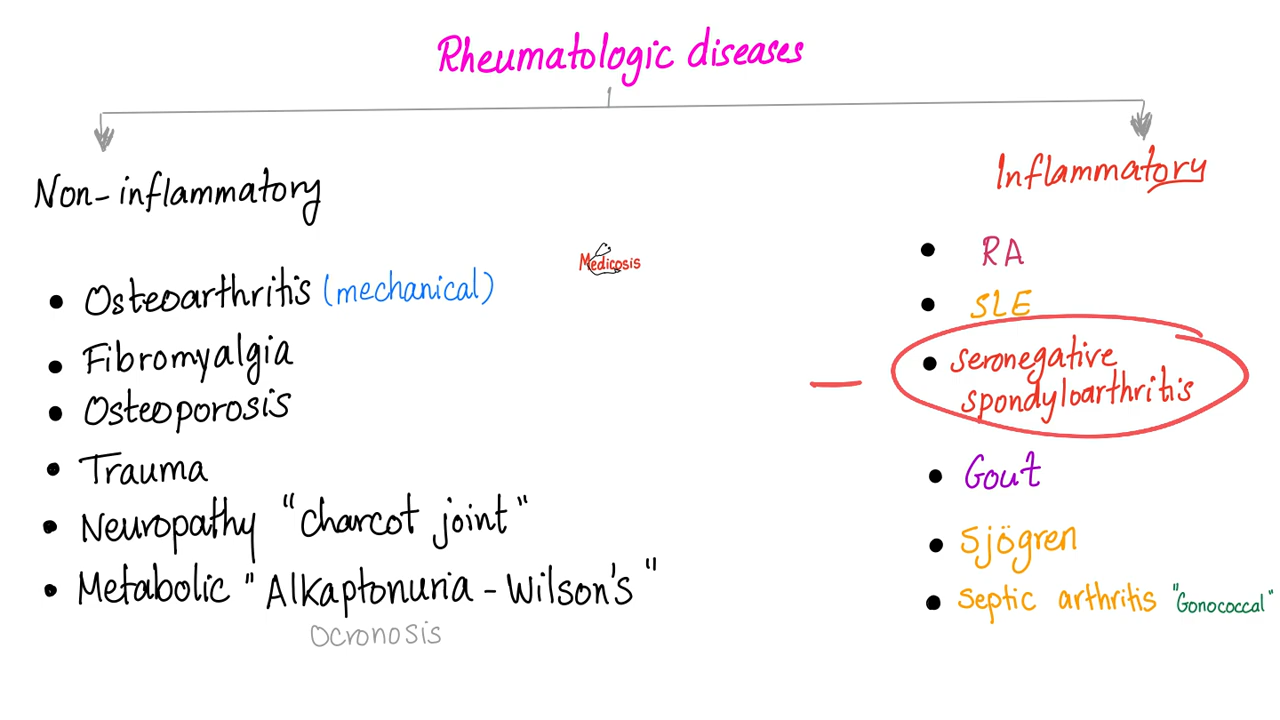 Rheumatologic diseases
Non-inflammatory
Medicosis
• Osteoarthritis (mechanical)
• Fibromyalgia
• Osteoporosis
• Trauma
• Neuropathy "Charcot joint"
• Metabolic "Alkaptonuria - Wilson's"
Ocronosis
Inflammatory
• RA
• SLE
• seronegative
spondyloarthritis
• Gout
• Sjögren
• Septic arthritis "Gonococcal"